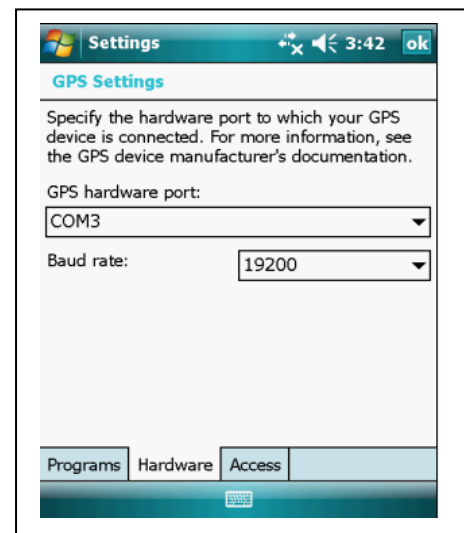 Settings 3:42 ok
GPS Settings
Specify the hardware port to which your GPS
device is connected. For more information, see
the GPS device manufacturer's documentation.
GPS hardware port:
COM3
Baud rate: 19200
Programs Hardware Access